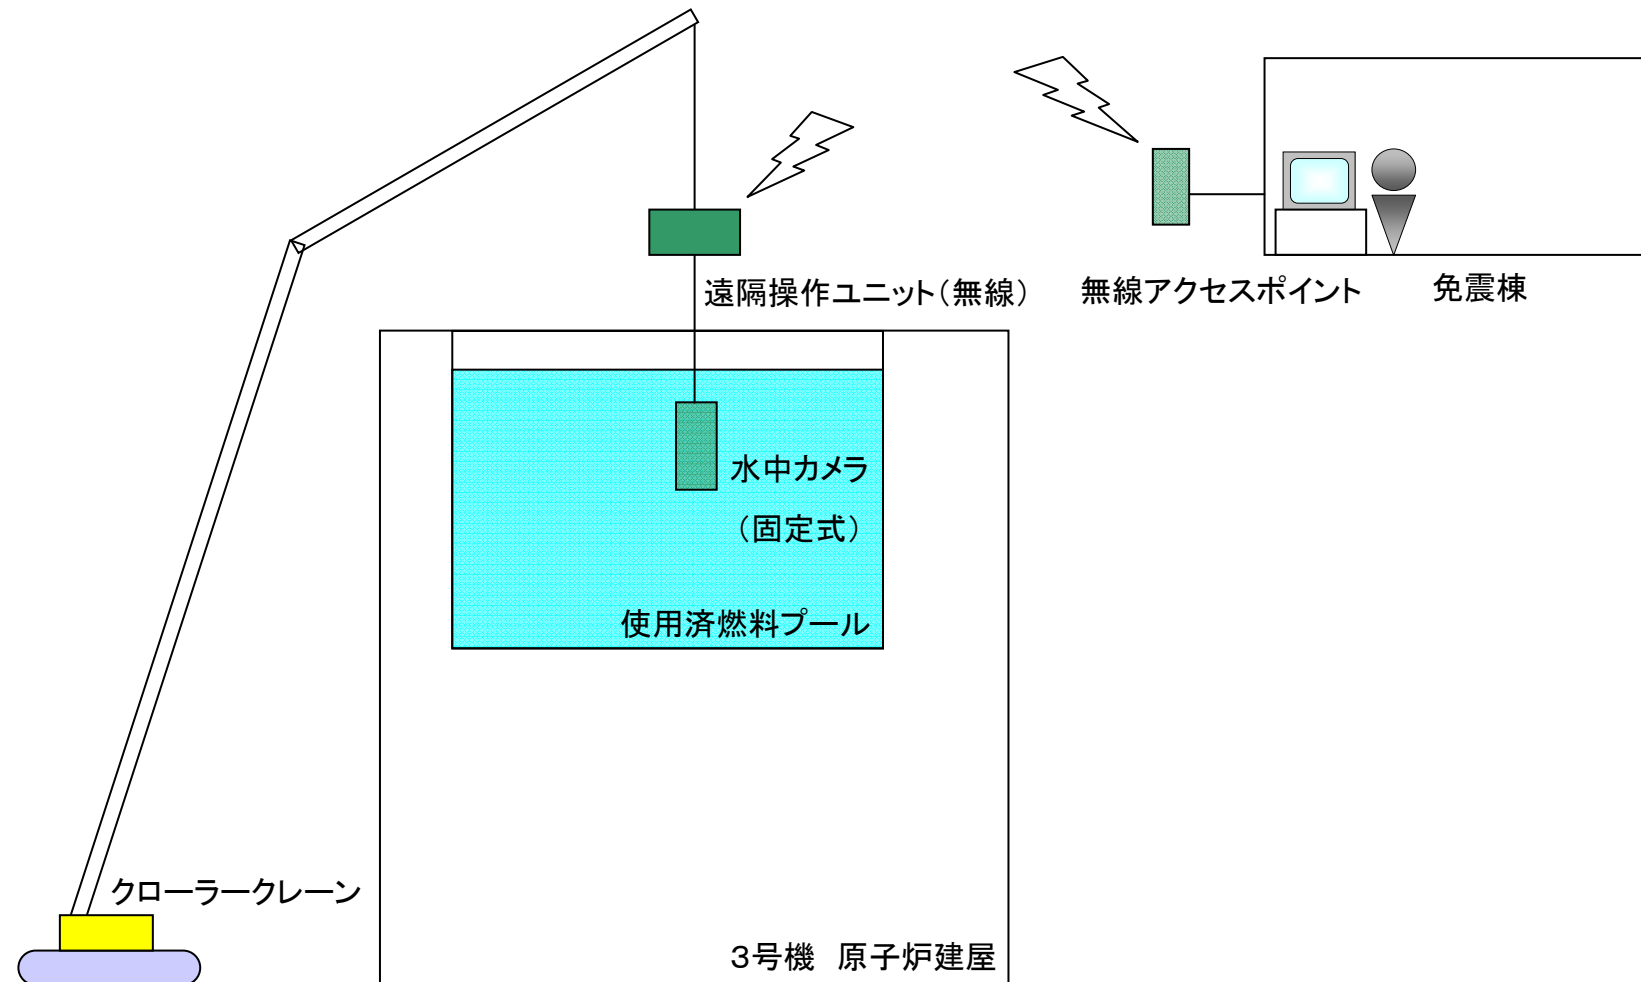 遠隔操作ユニット（無線）
無線アクセスポイント
免震棟
水中カメラ
（固定式）
使用済燃料プール
クローラークレーン
３号機　原子炉建屋